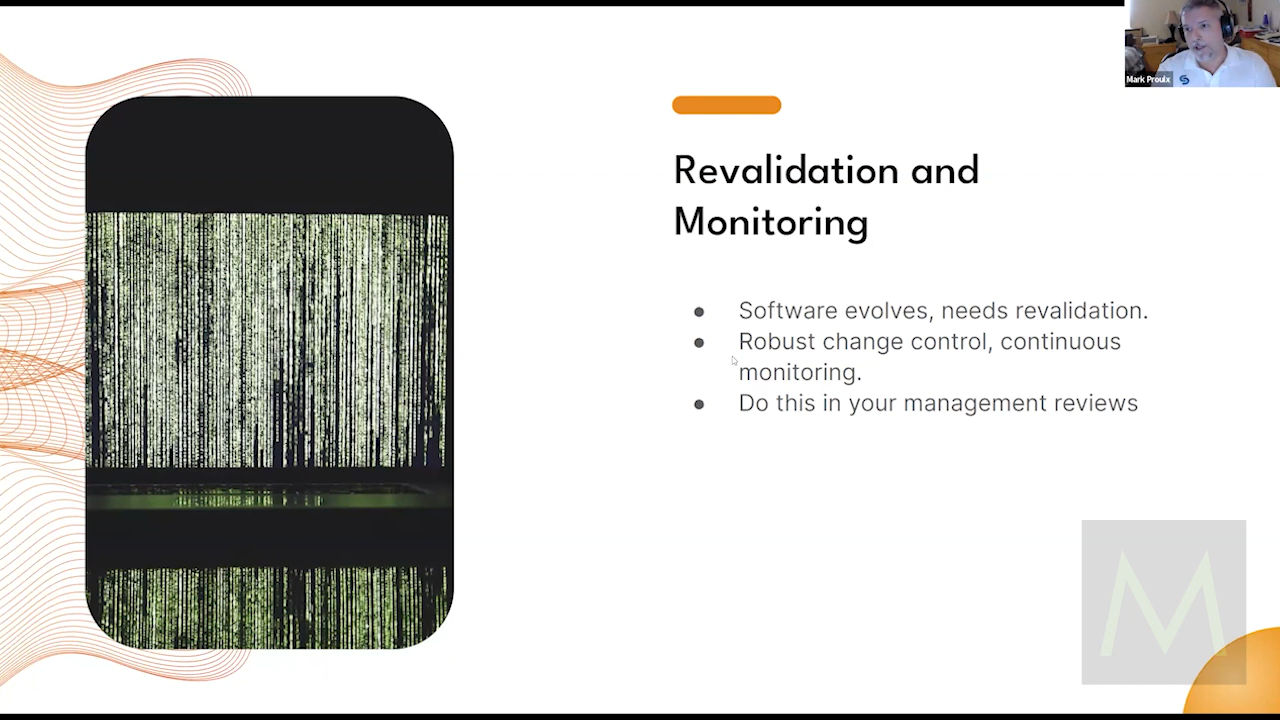 Mark Proulx
Revalidation and
Monitoring
● Software evolves, needs revalidation.
● Robust change control, continuous
monitoring.
● Do this in your management reviews
M